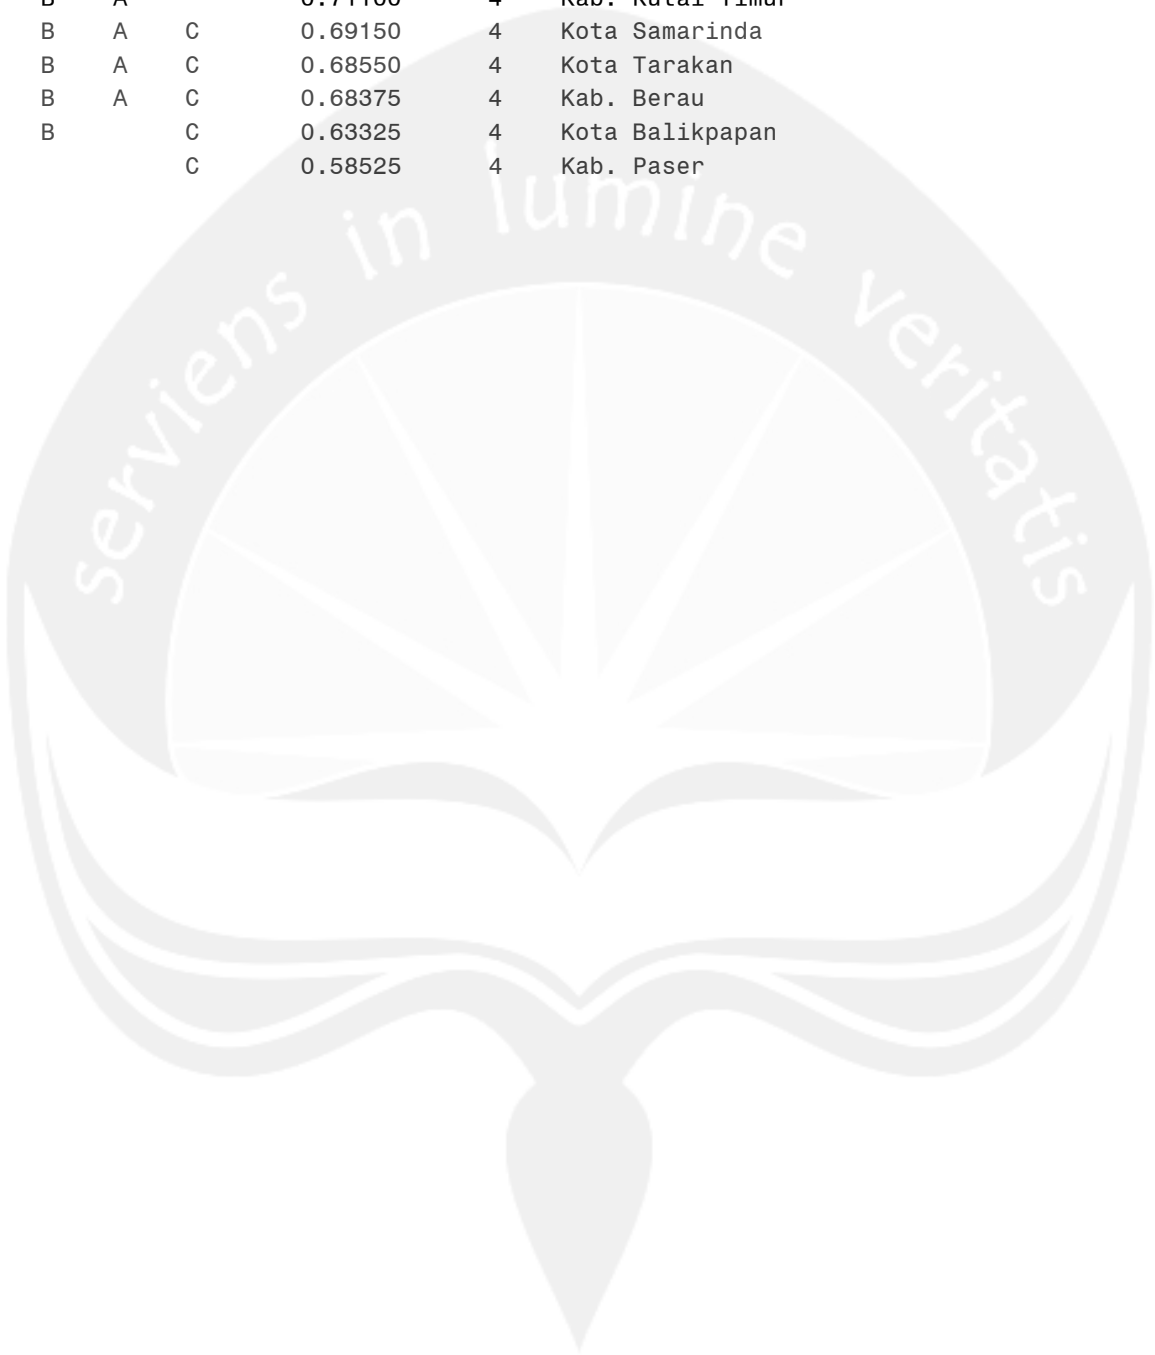 B A C 0.69150 4 Kota Samarinda
B A C 0.68550 4 Kota Tarakan
B A C 0.68375 4 Kab. Berau
B C 0.63325 4 Kota Balikpapan
C 0.58525 4 Kab. Paser
serviens in lumine veritatis